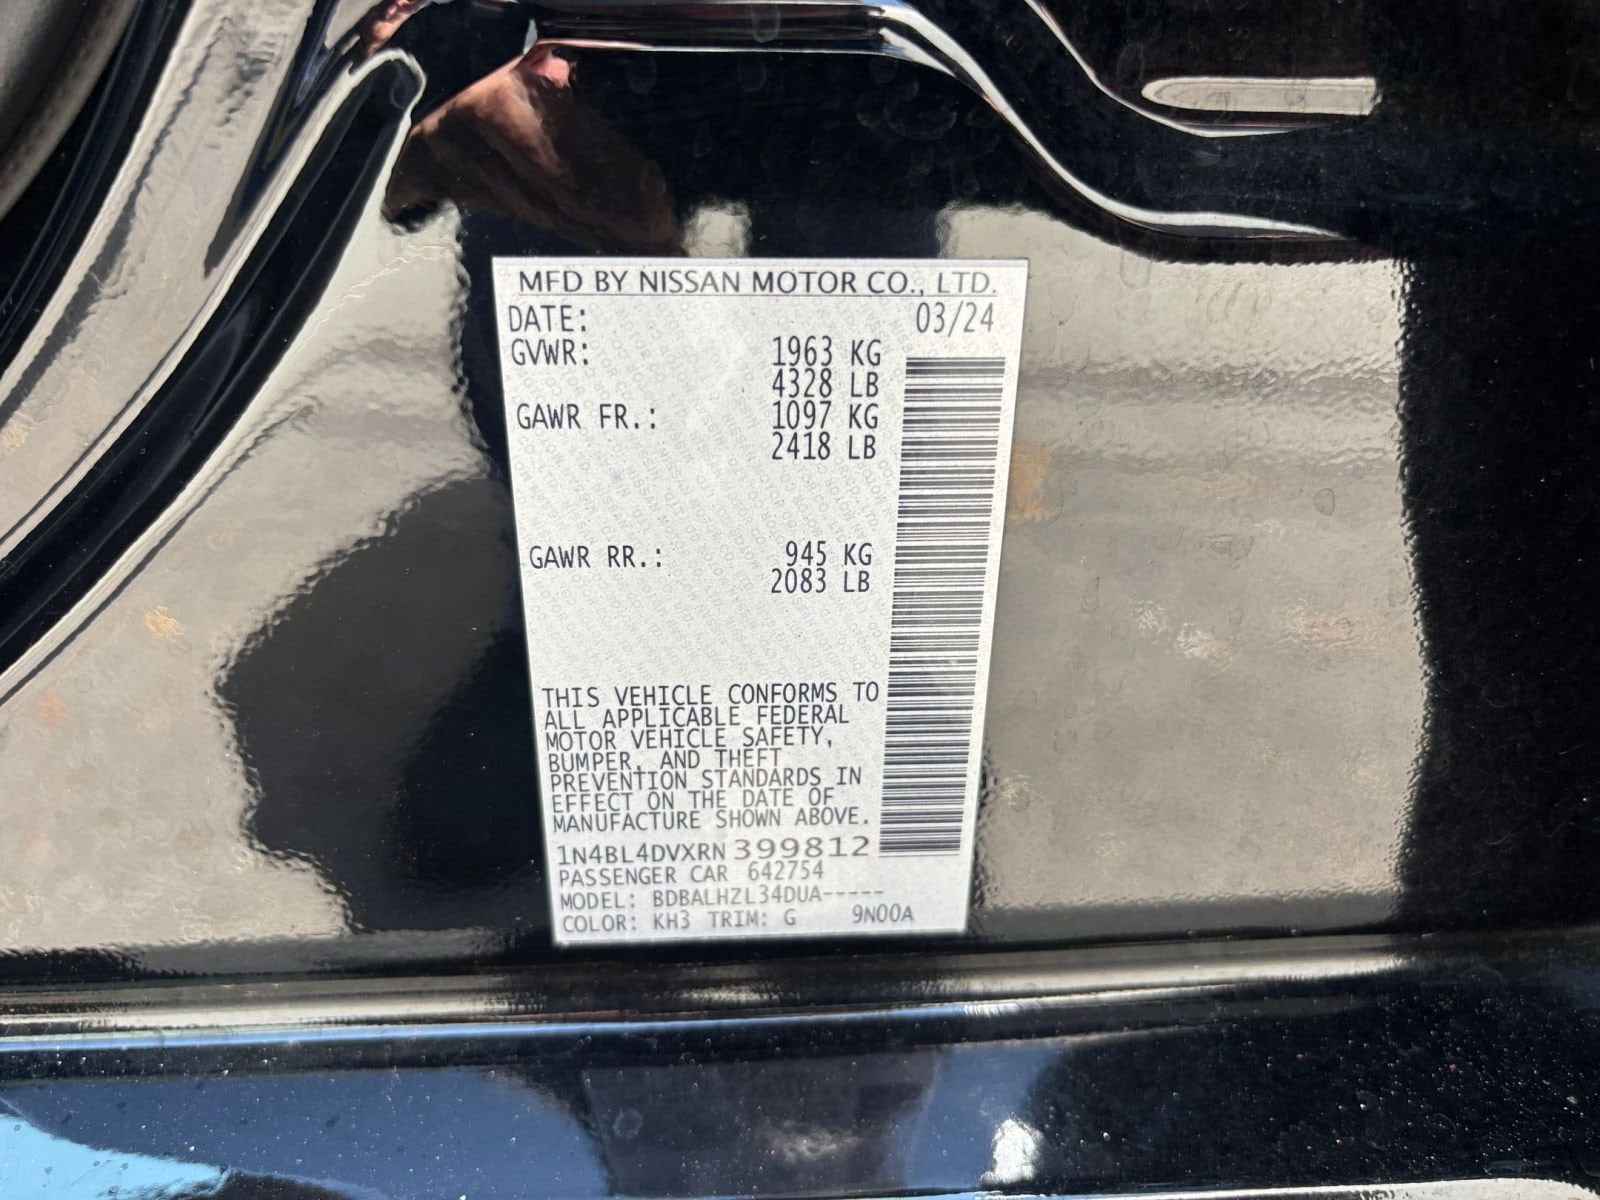 MFD BY NISSAN MOTOR CO., LTD.
DATE: 03/24
GVWR: 1963 KG
4328 LB
GAWR FR.: 1097 KG
2418 LB
GAWR RR.: 945 KG
2083 LB
THIS VEHICLE CONFORMS TO
ALL APPLICABLE FEDERAL
MOTOR VEHICLE SAFETY,
BUMPER, AND THEFT
PREVENTION STANDARDS IN
EFFECT ON THE DATE OF
MANUFACTURE SHOWN ABOVE.
1N4BL4DVXRN399812
PASSENGER CAR 642754
MODEL: BDBALHZL34DUA-----
COLOR: KH3 TRIM: G 9N00A